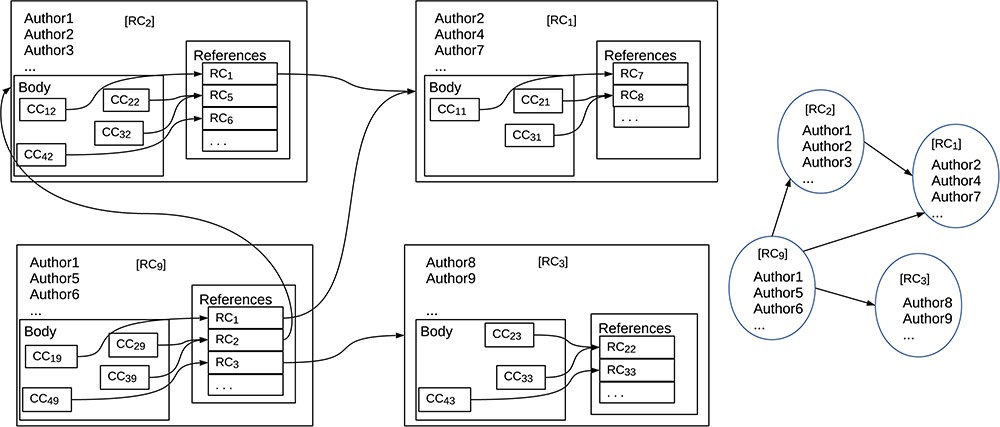 Author1 [RC2]
Author2
Author3
...
References
Body
RC1
CC12
CC22
RC5
CC32
RC6
CC42
...
Author2 [RC1]
Author4
Author7
...
References
Body
RC7
CC11
CC21
RC8
CC31
...
Author1 [RC9]
Author5
Author6
...
References
Body
RC1
CC19
CC29
RC2
CC39
RC3
CC49
...
Author8 [RC3]
Author9
...
References
Body
CC23
RC22
CC33
RC33
CC43
...
[RC2]
Author1
Author2
Author3
...
[RC1]
Author2
Author4
Author7
...
[RC9]
Author1
Author5
Author6
...
[RC3]
Author8
Author9
...